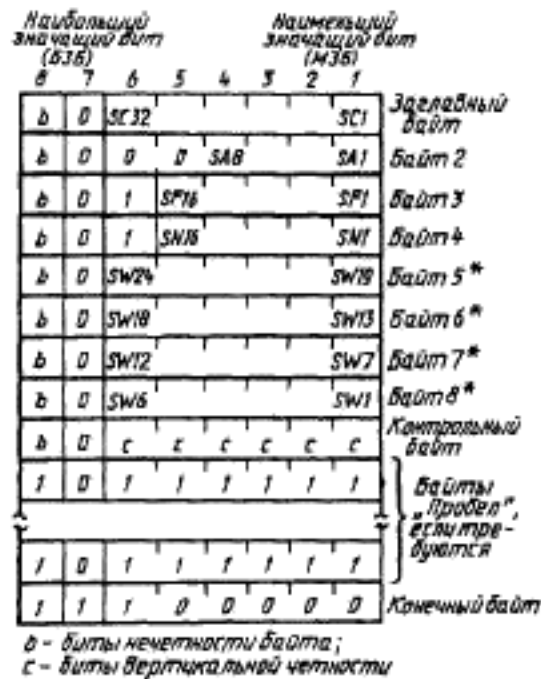 Наибольший Наименьший
значащий бит значащий бит
(БЗБ) (МЗБ)
8 7 6 5 4 3 2 1
b 0 SC32 SC1 Заглавный байт
b 0 0 0 SA8 SA1 Байт 2
b 0 1 SF16 SF1 Байт 3
b 0 1 SN16 SN1 Байт 4
b 0 SW24 SW19 Байт 5*
b 0 SW18 SW13 Байт 6*
b 0 SW12 SW7 Байт 7*
b 0 SW6 SW1 Байт 8*
b 0 c c c c c c Контрольный байт
1 0 1 1 1 1 1 1 Байты
„Пробел",
если тре-
буются
1 0 1 1 1 1 1 1
1 1 1 0 0 0 0 0 Конечный байт
b - биты нечетности байта;
c - биты вертикальной четности